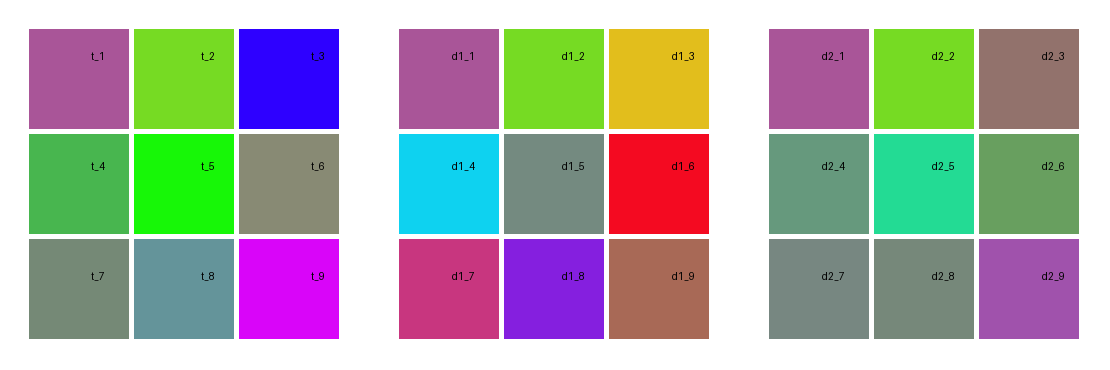 t_1 t_2 t_3 d1_1 d1_2 d1_3 d2_1 d2_2 d2_3
t_4 t_5 t_6 d1_4 d1_5 d1_6 d2_4 d2_5 d2_6
t_7 t_8 t_9 d1_7 d1_8 d1_9 d2_7 d2_8 d2_9